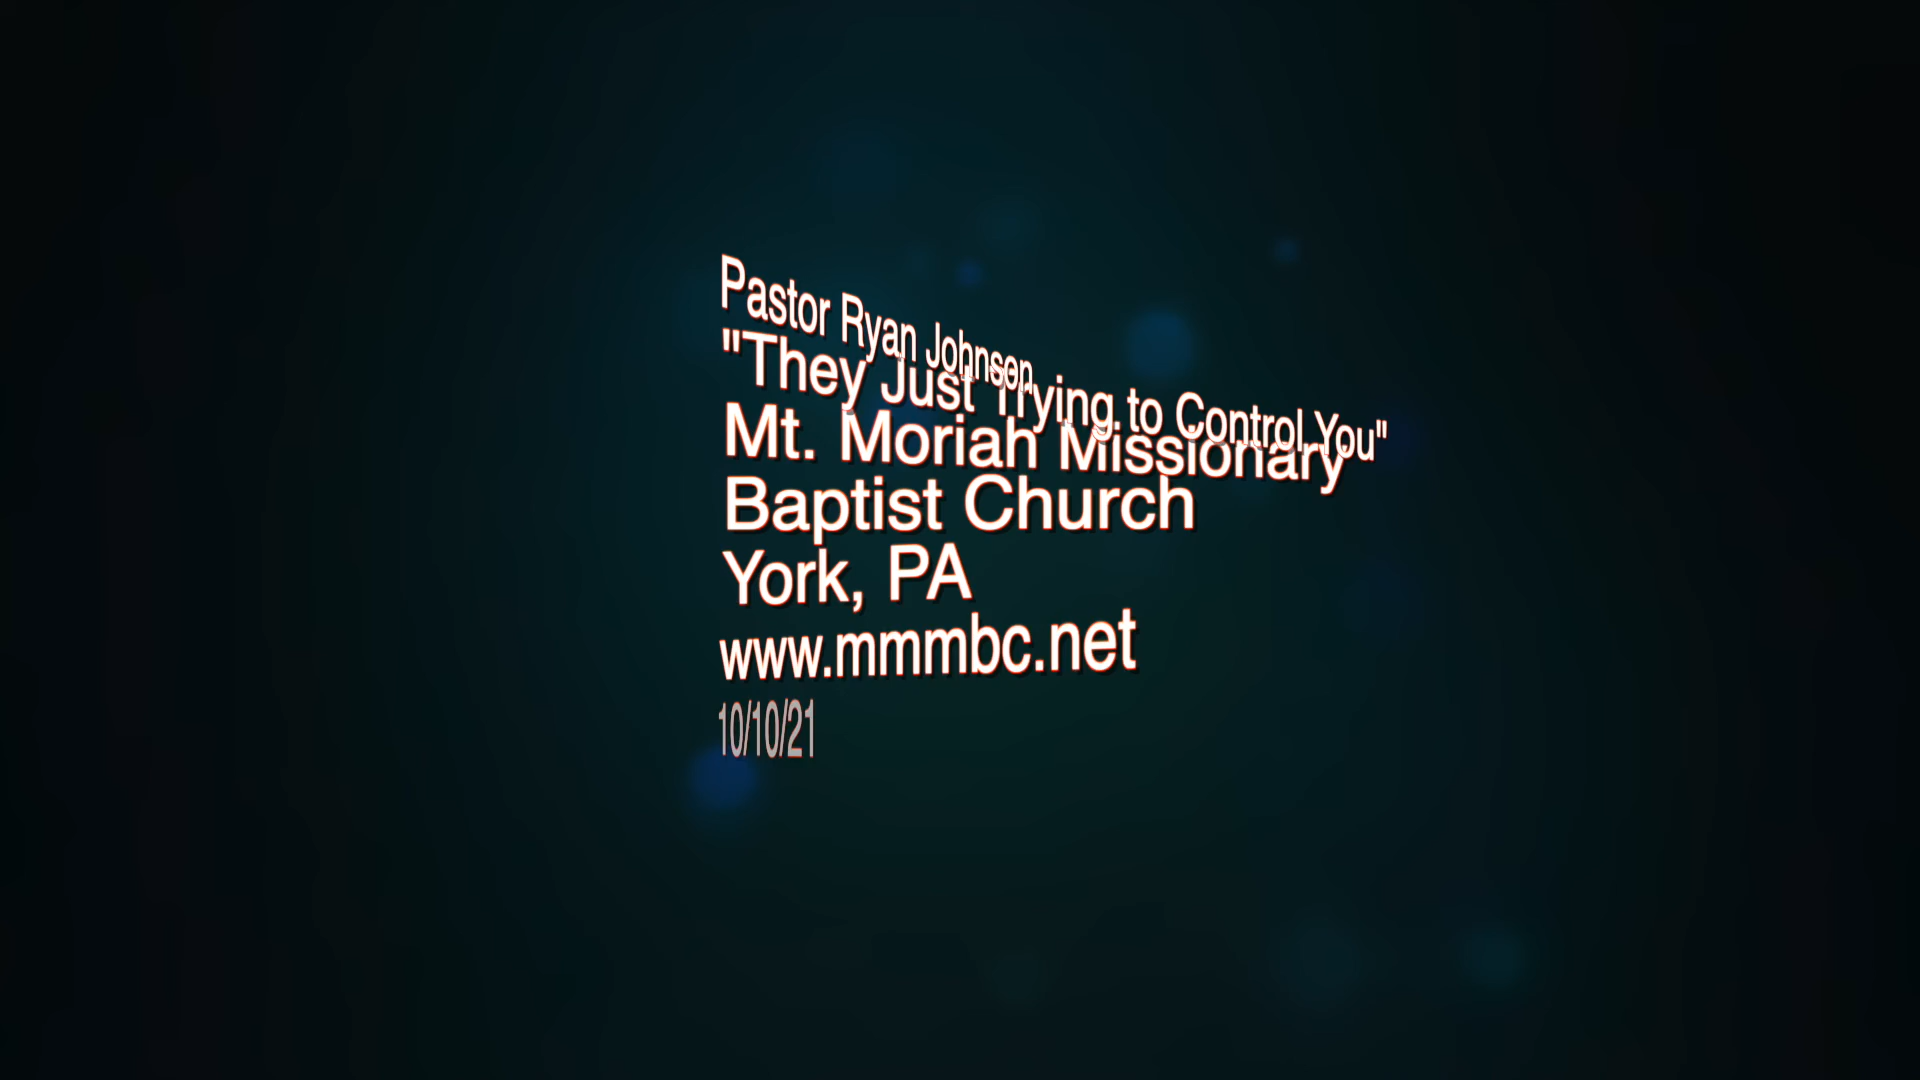 Pastor Ryan Johnson
"They Just Trying to Control You"
Mt. Moriah Missionary
Baptist Church
York, PA
www.mmmbc.net
10/10/21